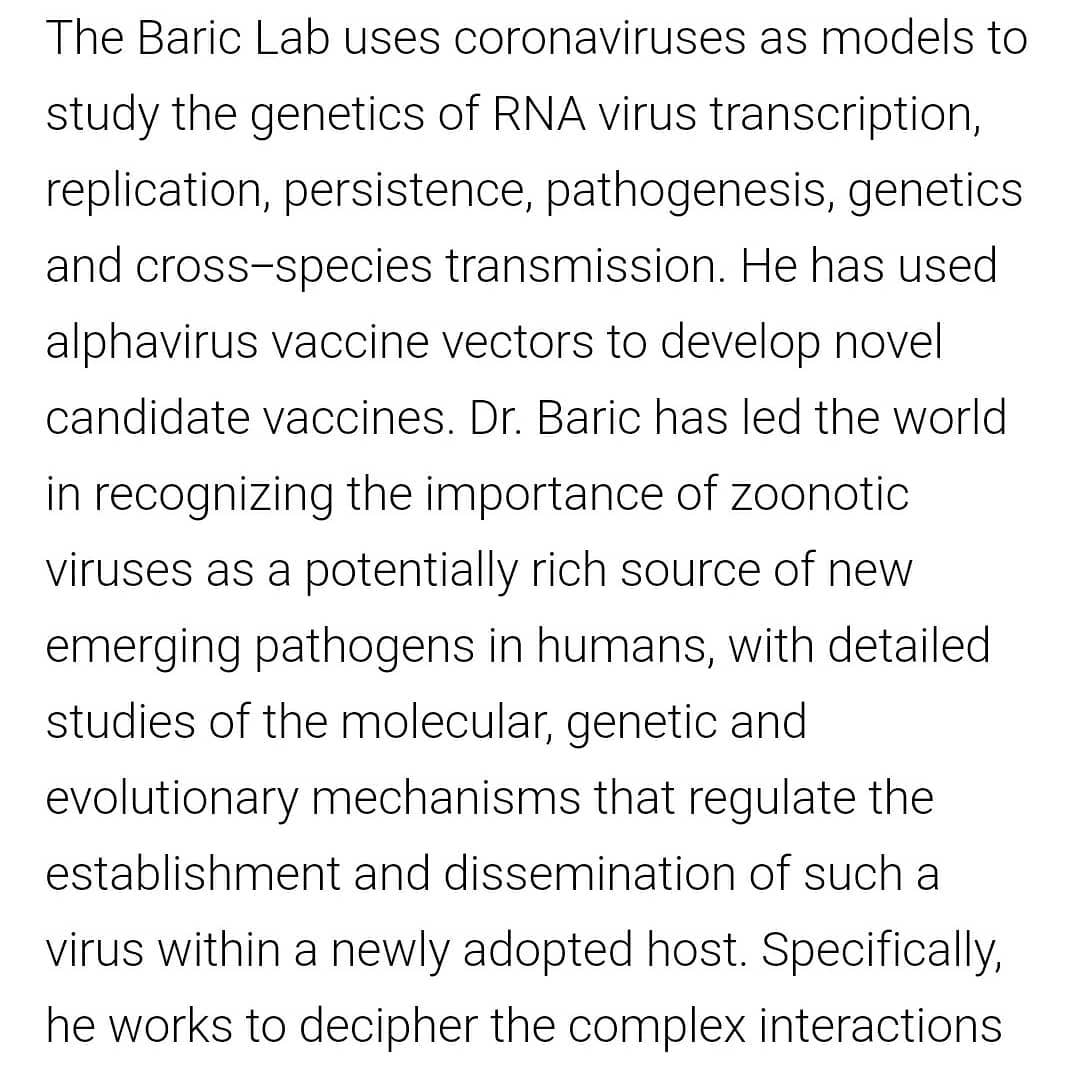 The Baric Lab uses coronaviruses as models to
study the genetics of RNA virus transcription,
replication, persistence, pathogenesis, genetics
and cross-species transmission. He has used
alphavirus vaccine vectors to develop novel
candidate vaccines. Dr. Baric has led the world
in recognizing the importance of zoonotic
viruses as a potentially rich source of new
emerging pathogens in humans, with detailed
studies of the molecular, genetic and
evolutionary mechanisms that regulate the
establishment and dissemination of such a
virus within a newly adopted host. Specifically,
he works to decipher the complex interactions